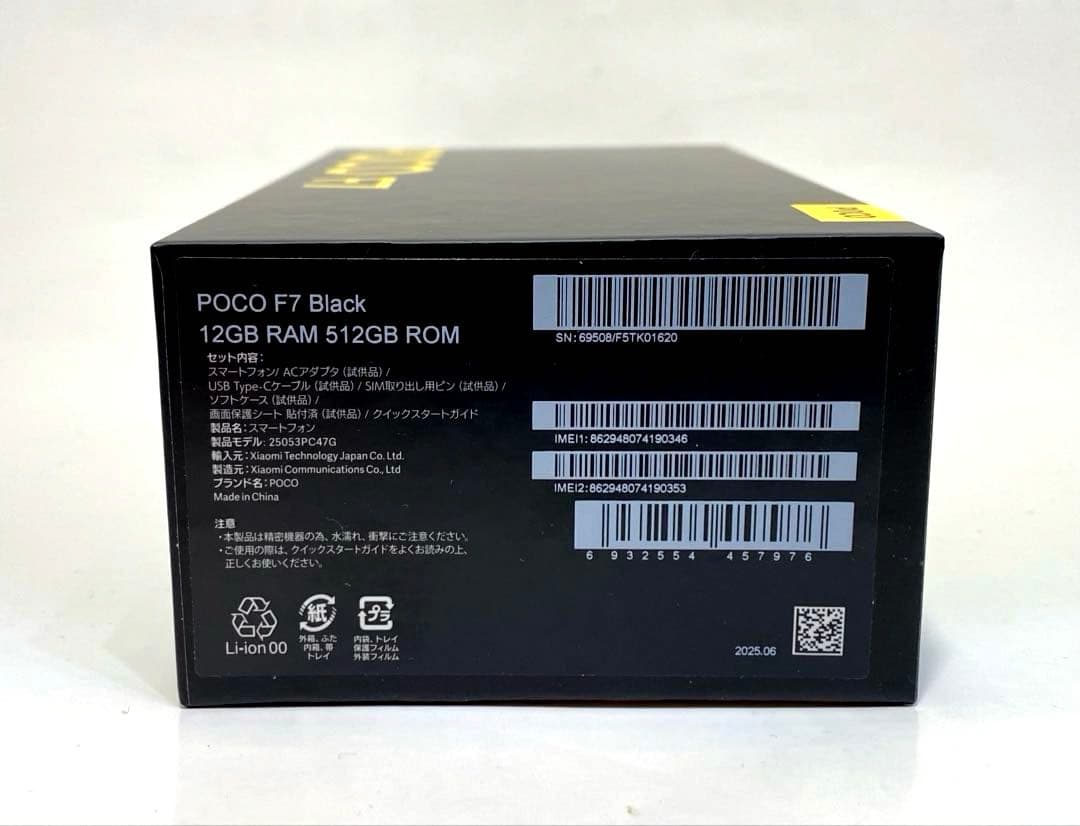 POCO
POCO F7 Black
12GB RAM 512GB ROM
セット内容:
スマートフォン/ ACアダプタ (試供品) /
USB Type-Cケーブル (試供品) / SIM取り出し用ピン (試供品) /
ソフトケース (試供品) /
画面保護シート 貼付済 (試供品) / クイックスタートガイド
製品名: スマートフォン
製品モデル: 25053PC47G
輸入元: Xiaomi Technology Japan Co. Ltd.
製造元: Xiaomi Communications Co., Ltd
ブランド名: POCO
Made in China
注意
・本製品は精密機器の為、水濡れ、衝撃にご注意ください。
・ご使用の際は、クイックスタートガイドをよくお読みの上、
正しくお使いください。
Li-ion 00
紙
外箱、ふた
内箱、帯
トレイ
プラ
内袋、トレイ
保護フィルム
外装フィルム
SN: 69508/F5TK01620
IMEI1: 862948074190346
IMEI2: 862948074190353
6 932554 457976
2025.06